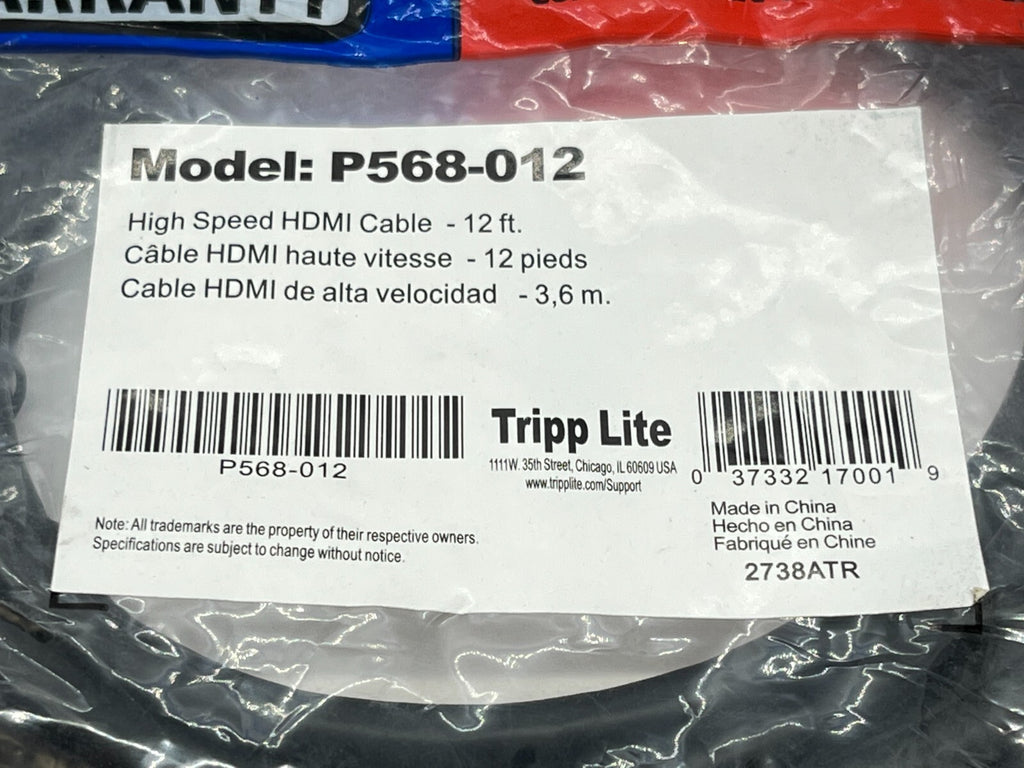 Model: P568-012
High Speed HDMI Cable - 12 ft.
Câble HDMI haute vitesse - 12 pieds
Cable HDMI de alta velocidad - 3,6 m.
P568-012
Tripp Lite
1111W. 35th Street, Chicago, IL 60609 USA
www.tripplite.com/Support
0 37332 17001 9
Note: All trademarks are the property of their respective owners.
Specifications are subject to change without notice.
Made in China
Hecho en China
Fabriqué en Chine
2738ATR